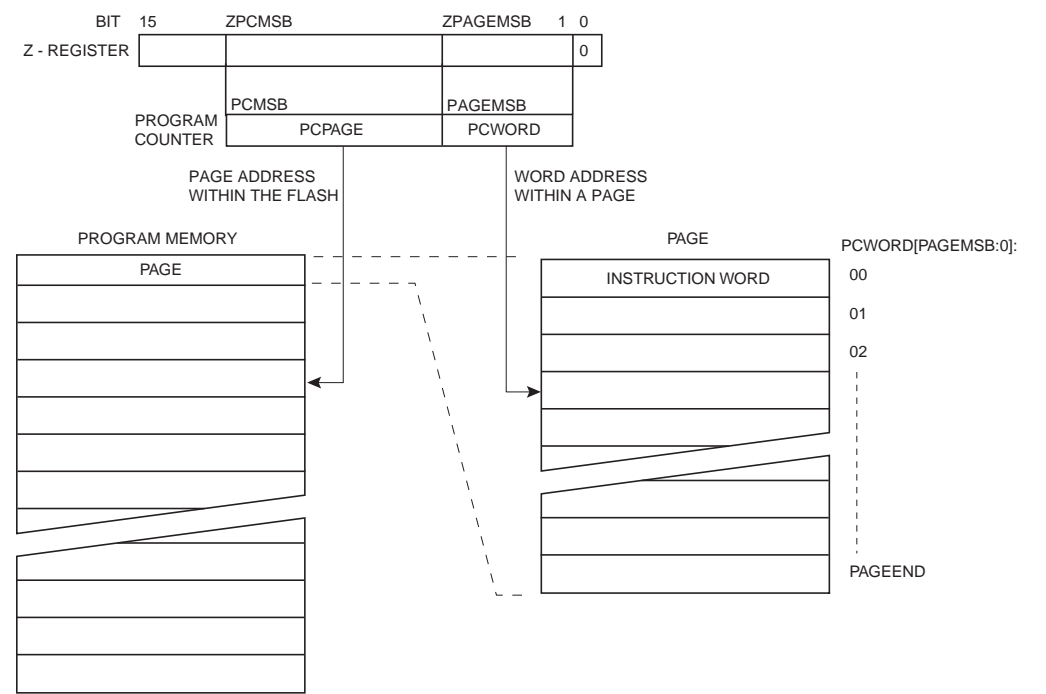 BIT 15 ZPCMSB ZPAGEMSB 1 0
Z - REGISTER 0
PCMSB PAGEMSB
PROGRAM
COUNTER
PCPAGE PCWORD
PAGE ADDRESS
WITHIN THE FLASH
WORD ADDRESS
WITHIN A PAGE
PROGRAM MEMORY
PAGE
PAGE
PCWORD[PAGEMSB:0]:
INSTRUCTION WORD
00
01
02
PAGEEND